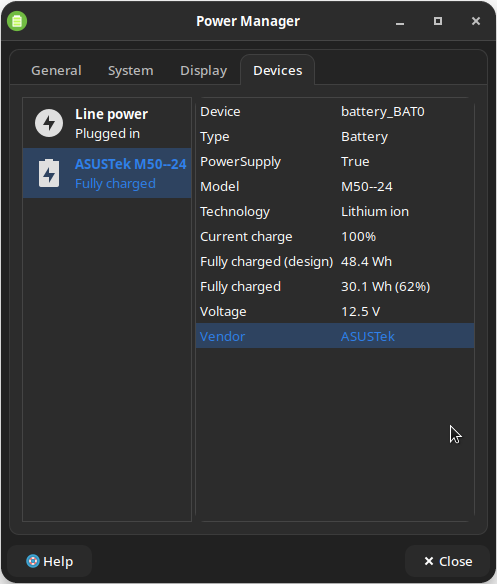 Power Manager
General System Display Devices
Line power
Plugged in
ASUSTek M50--24
Fully charged
Device battery_BAT0
Type Battery
PowerSupply True
Model M50--24
Technology Lithium ion
Current charge 100%
Fully charged (design) 48.4 Wh
Fully charged 30.1 Wh (62%)
Voltage 12.5 V
Vendor ASUSTek
Help Close